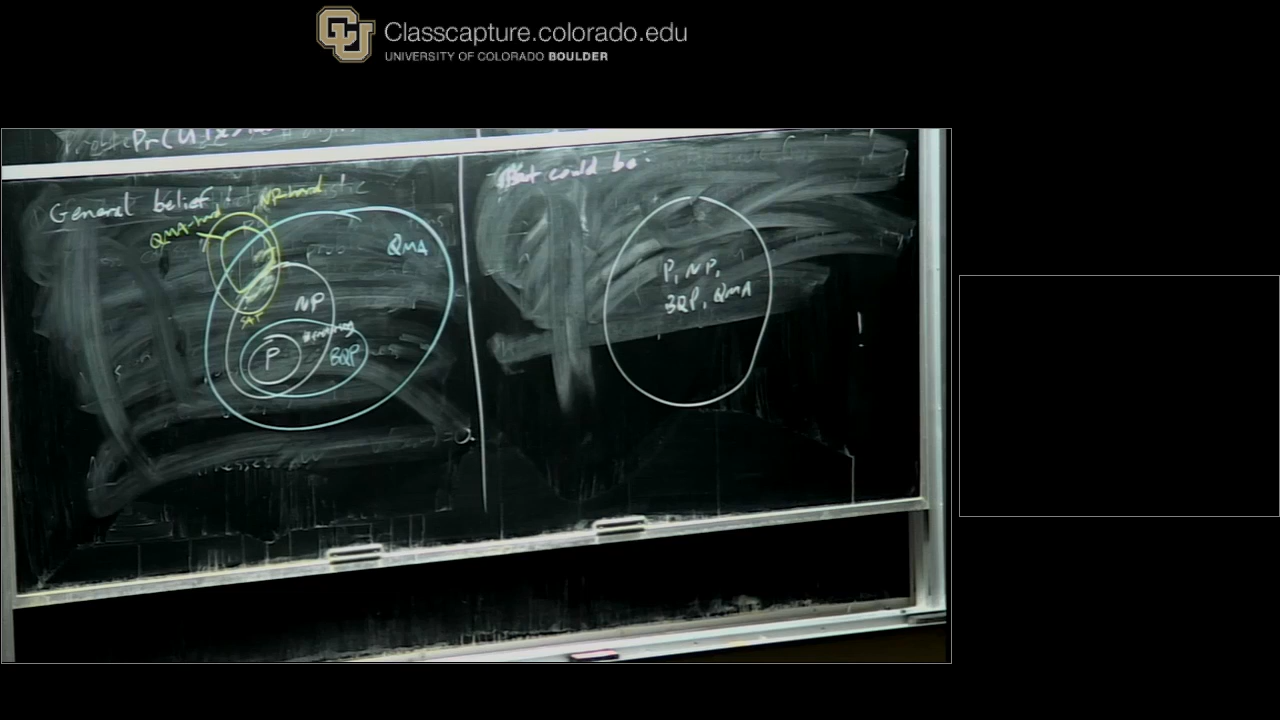 Classcapture.colorado.edu
UNIVERSITY OF COLORADO BOULDER
Pr(
General belief:
NP-hard
QMA-hard
QMA
NP
SAT
P
BQP
But could be:
P, NP,
BQP, QMA
!